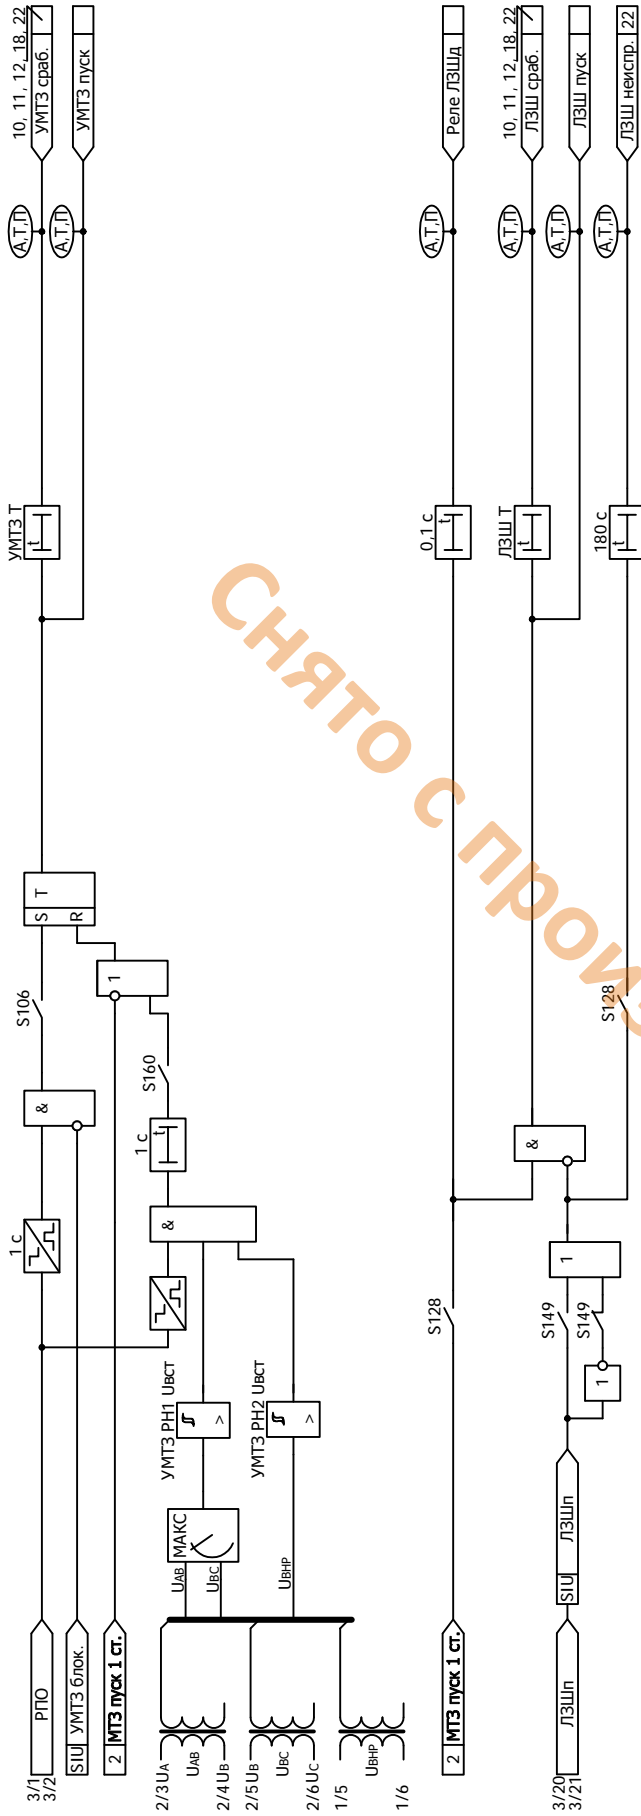 3/1
3/2
РПО
1 с
&
S106
S T
R
УМТЗ Т
t
А,Т,П
10, 11, 12, 18, 22
УМТЗ сраб.
А,Т,П
УМТЗ пуск
SIU УМТЗ блок.
2 МТЗ пуск 1 ст.
1
S160
1 с
t
&
УМТЗ РН1 Uвст
>
УМТЗ РН2 Uвст
>
МАКС
UAB
UBC
UВНР
2/3 UA
UAB
2/4 UB
2/5 UB
UBC
2/6 UC
1/5
UВНР
1/6
2 МТЗ пуск 1 ст.
S128
0,1 с
t
А,Т,П
Реле ЛЗШд
&
ЛЗШ Т
t
А,Т,П
10, 11, 12, 18, 22
ЛЗШ сраб.
А,Т,П
ЛЗШ пуск
3/20
3/21
ЛЗШп
SIU ЛЗШп
1
S149
S149
1
S128
180 с
t
А,Т,П
ЛЗШ неиспр. 22
Снято с произ